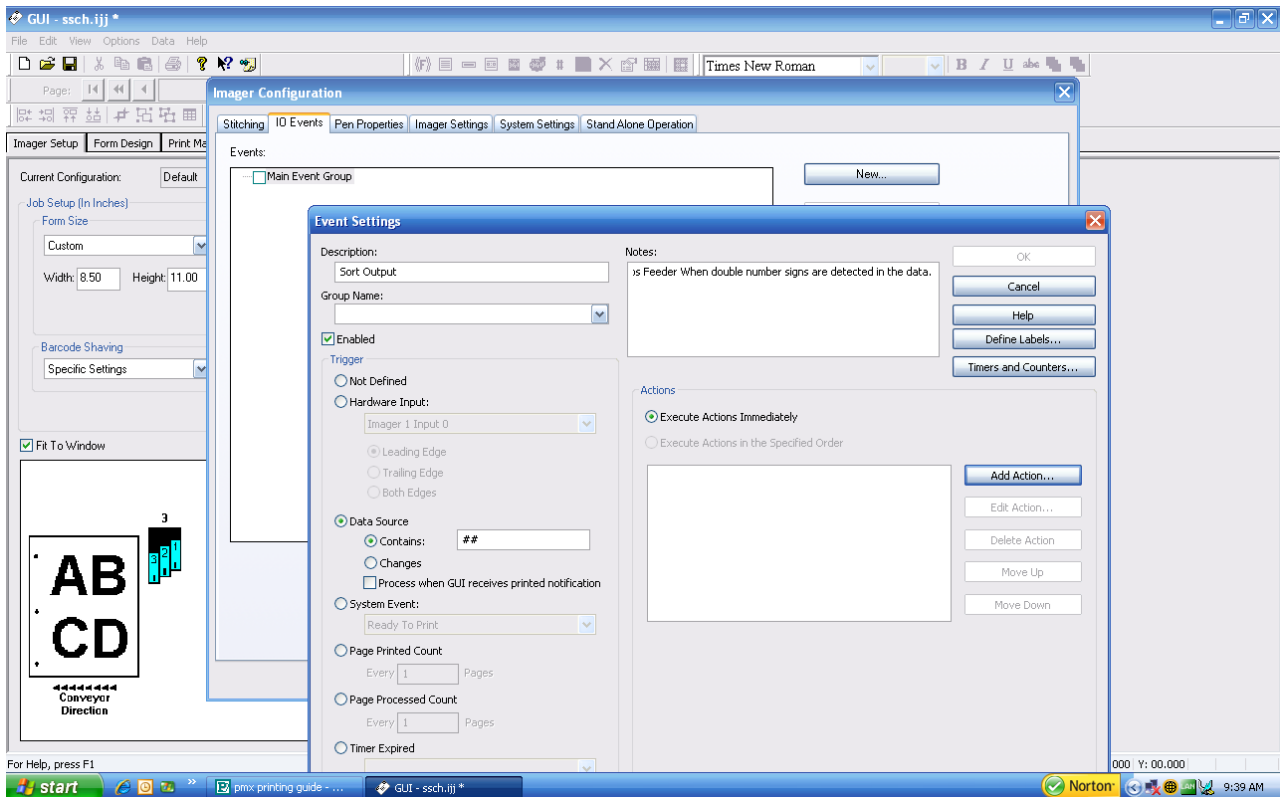 GUI - ssch.ijj *
File Edit View Options Data Help
Times New Roman
B I U abc
Page:
Imager Configuration
Stitching IO Events Pen Properties Imager Settings System Settings Stand Alone Operation
Imager Setup Form Design Print Ma
Events:
Main Event Group
New...
Current Configuration: Default
Job Setup (In Inches)
Form Size
Custom
Width: 8.50 Height: 11.00
Barcode Shaving
Specific Settings
Fit To Window
3
3 2 1
AB
CD
Conveyor
Direction
Event Settings
Description:
Sort Output
Group Name:
Enabled
Trigger
Not Defined
Hardware Input:
Imager 1 Input 0
Leading Edge
Trailing Edge
Both Edges
Data Source
Contains: ##
Changes
Process when GUI receives printed notification
System Event:
Ready To Print
Page Printed Count
Every 1 Pages
Page Processed Count
Every 1 Pages
Timer Expired
Notes:
s Feeder When double number signs are detected in the data.
OK
Cancel
Help
Define Labels...
Timers and Counters...
Actions
Execute Actions Immediately
Execute Actions in the Specified Order
Add Action...
Edit Action...
Delete Action
Move Up
Move Down
For Help, press F1
000 Y: 00.000
start
pmx printing guide - ...
GUI - ssch.ijj *
Norton
9:39 AM